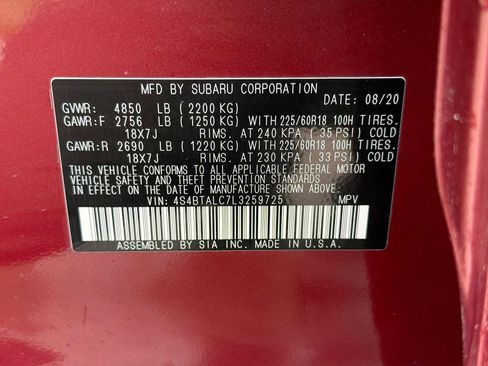 MFD BY SUBARU CORPORATION
DATE: 08/20
GVWR: 4850 LB (2200 KG)
GAWR:F 2756 LB (1250 KG) WITH 225/60R18 100H TIRES.
18X7J RIMS. AT 240 KPA (35 PSI) COLD
GAWR:R 2690 LB (1220 KG) WITH 225/60R18 100H TIRES.
18X7J RIMS. AT 230 KPA (33 PSI) COLD
THIS VEHICLE CONFORMS TO ALL APPLICABLE FEDERAL MOTOR
VEHICLE SAFETY AND THEFT PREVENTION STANDARDS
IN EFFECT ON THE DATE OF MANUFACTURE SHOWN ABOVE.
VIN: 4S4BTALC7L3259725 MPV
ASSEMBLED BY SIA INC. MADE IN U.S.A.